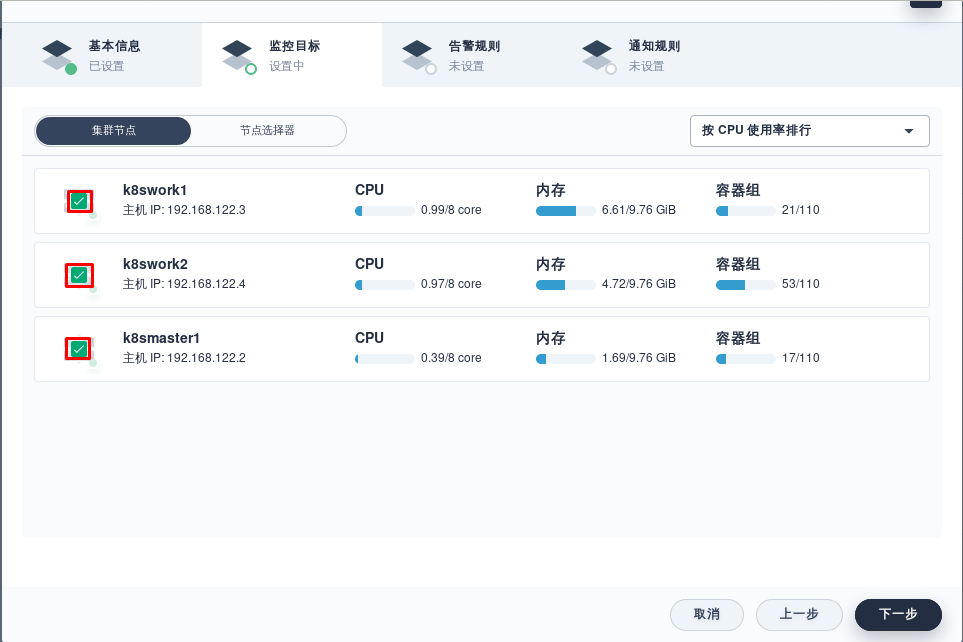 基本信息
已设置
监控目标
设置中
告警规则
未设置
通知规则
未设置
集群节点
节点选择器
按 CPU 使用率排行
k8swork1
主机 IP: 192.168.122.3
CPU
0.99/8 core
内存
6.61/9.76 GiB
容器组
21/110
k8swork2
主机 IP: 192.168.122.4
CPU
0.97/8 core
内存
4.72/9.76 GiB
容器组
53/110
k8smaster1
主机 IP: 192.168.122.2
CPU
0.39/8 core
内存
1.69/9.76 GiB
容器组
17/110
取消
上一步
下一步